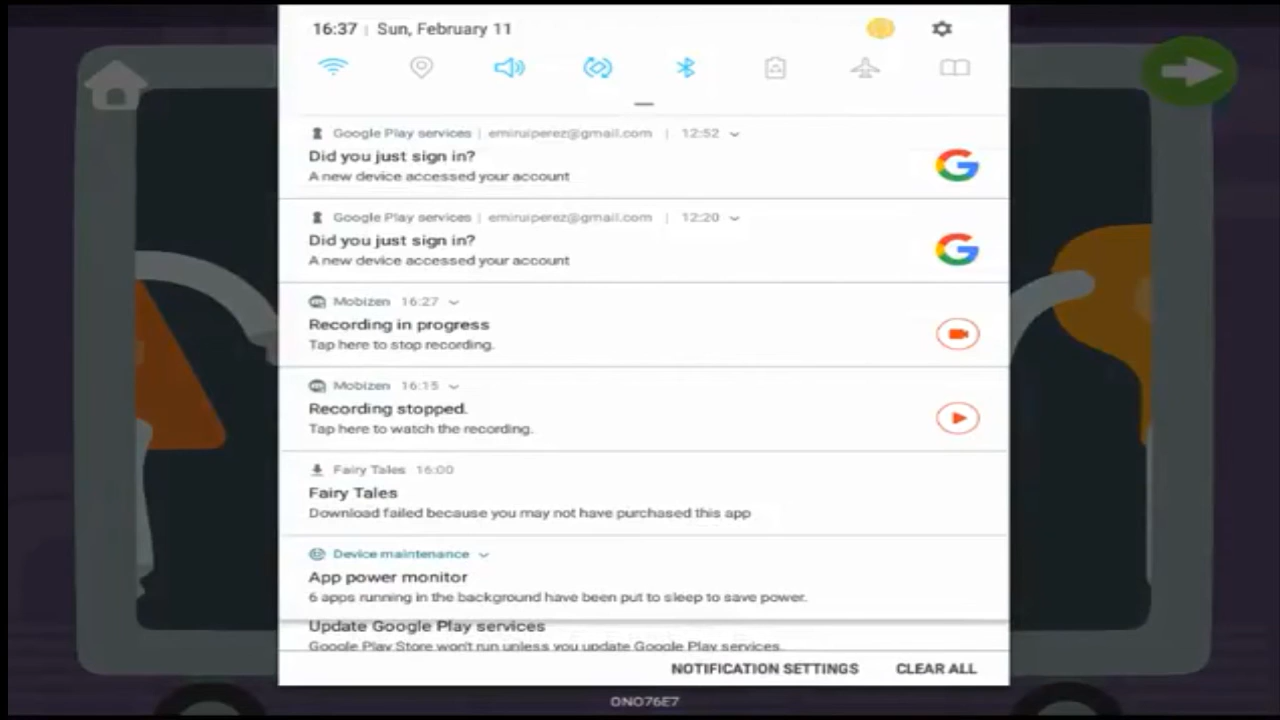 16:37 | Sun, February 11
Google Play services | emiruiperez@gmail.com | 12:52
Did you just sign in?
A new device accessed your account
Google Play services | emiruiperez@gmail.com | 12:20
Did you just sign in?
A new device accessed your account
Mobizen 16:27
Recording in progress
Tap here to stop recording.
Mobizen 16:15
Recording stopped.
Tap here to watch the recording.
Fairy Tales 16:00
Fairy Tales
Download failed because you may not have purchased this app
Device maintenance
App power monitor
6 apps running in the background have been put to sleep to save power.
Update Google Play services
Google Play Store won't run unless you update Google Play services.
NOTIFICATION SETTINGS CLEAR ALL
ONO76E7